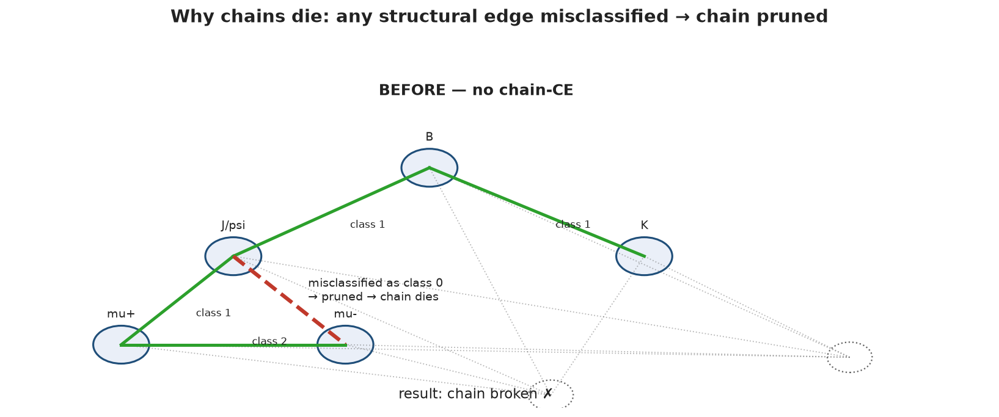 Why chains die: any structural edge misclassified → chain pruned
BEFORE — no chain-CE
B
J/psi
class 1
class 1
K
misclassified as class 0
→ pruned → chain dies
mu+
class 1
mu-
class 2
result: chain broken ✗